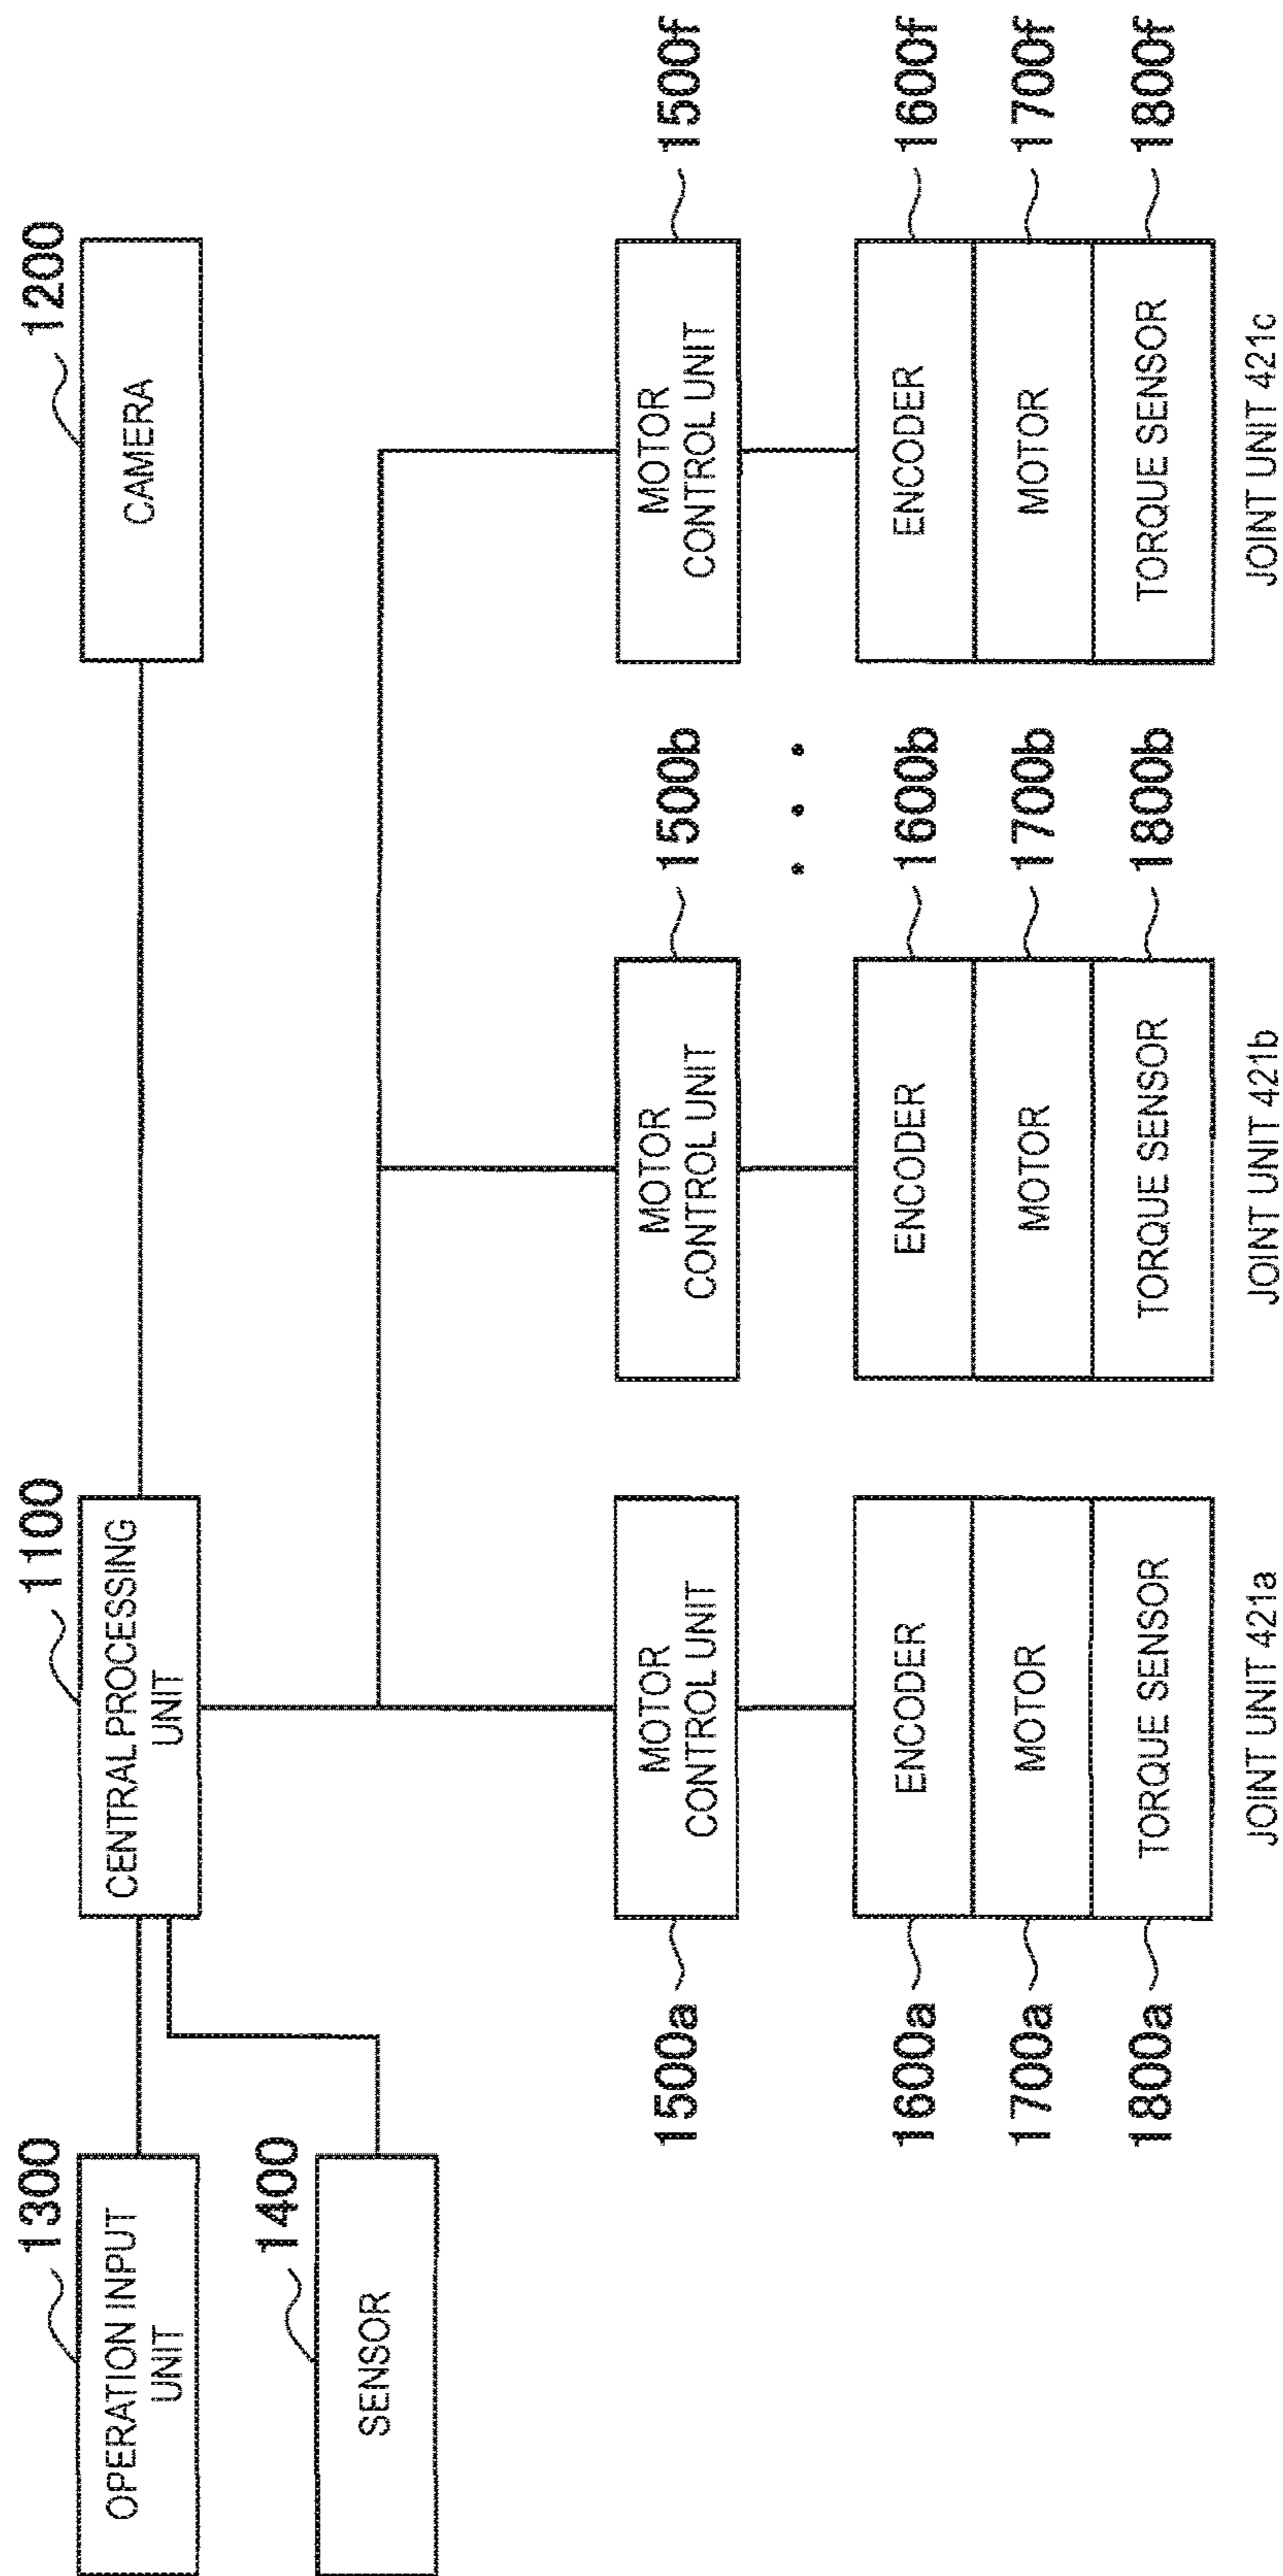 1300
OPERATION INPUT
UNIT
1100
CENTRAL PROCESSING
UNIT
1200
CAMERA
1400
SENSOR
1500a
MOTOR
CONTROL UNIT
MOTOR
CONTROL UNIT
1500b
MOTOR
CONTROL UNIT
1500f
1600a
ENCODER
1700a
MOTOR
1800a
TORQUE SENSOR
JOINT UNIT 421a
ENCODER
1600b
MOTOR
1700b
TORQUE SENSOR
1800b
JOINT UNIT 421b
. . .
ENCODER
1600f
MOTOR
1700f
TORQUE SENSOR
1800f
JOINT UNIT 421c